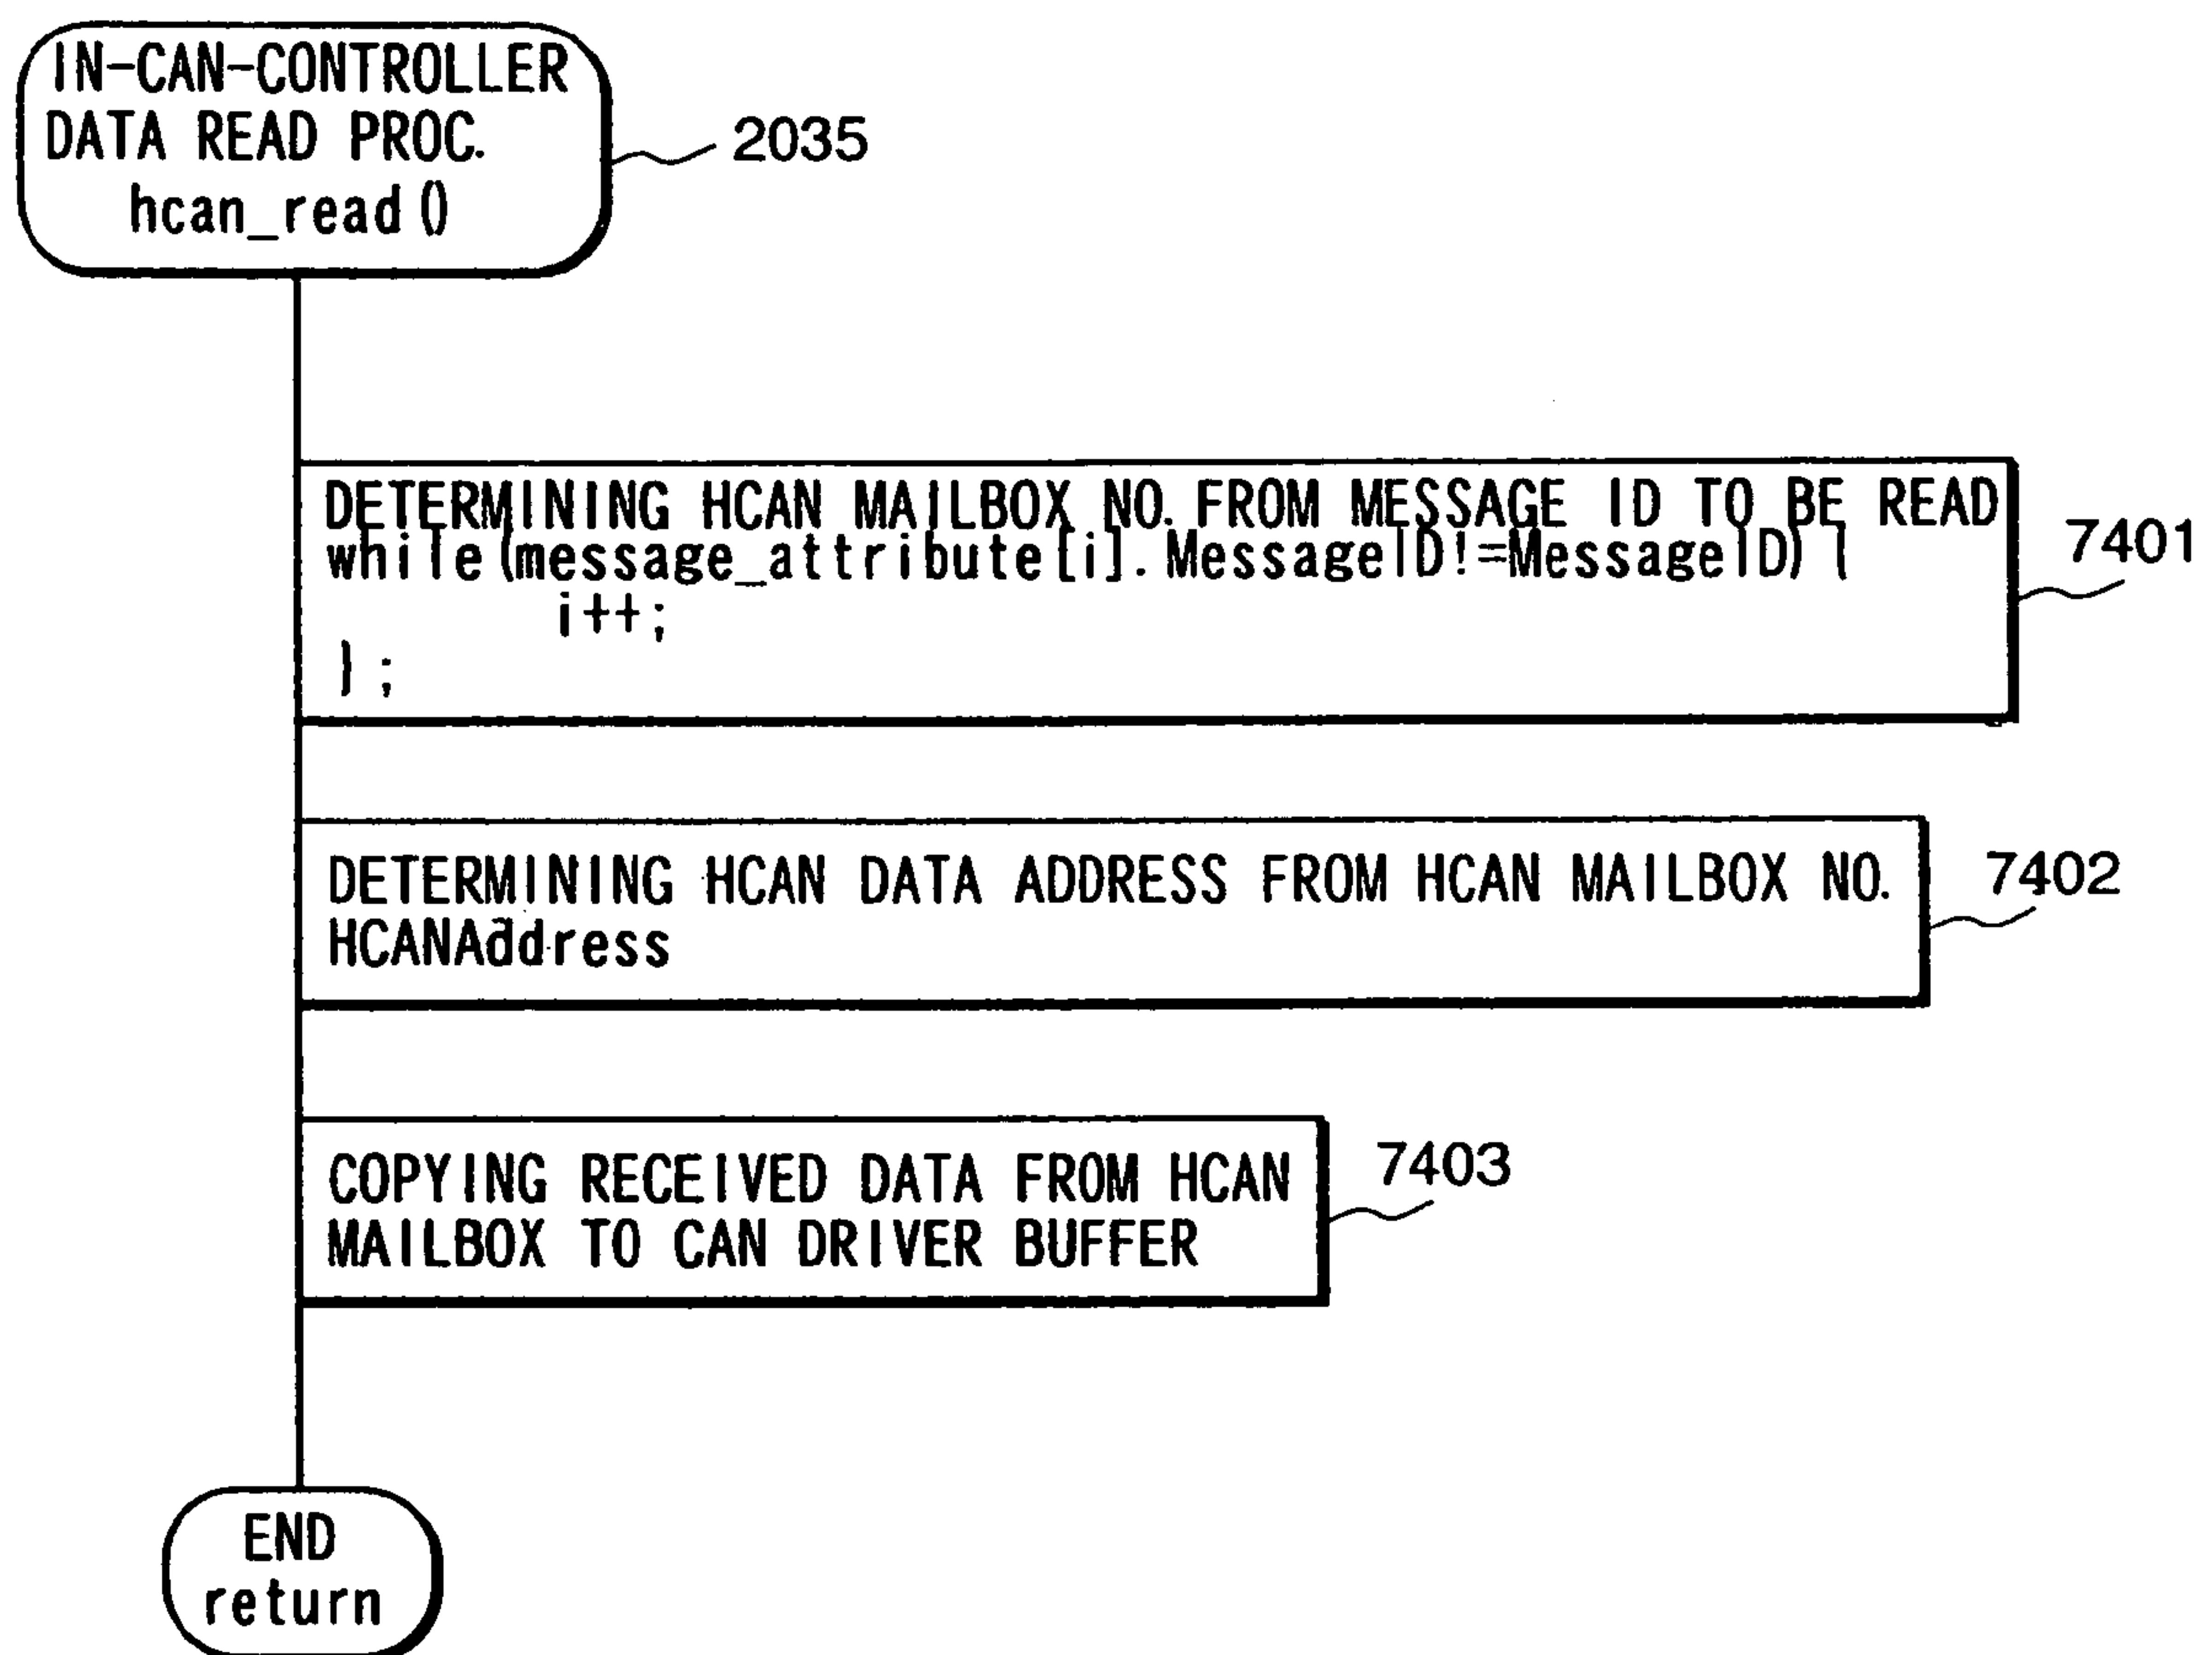 IN-CAN-CONTROLLER
DATA READ PROC.
hcan_read ()
2035
DETERMINING HCAN MAILBOX NO. FROM MESSAGE ID TO BE READ
while (message_attribute[i]. MessageID!=MessageID) {
i++;
} ;
7401
DETERMINING HCAN DATA ADDRESS FROM HCAN MAILBOX NO.
HCANAddress
7402
COPYING RECEIVED DATA FROM HCAN
MAILBOX TO CAN DRIVER BUFFER
7403
END
return